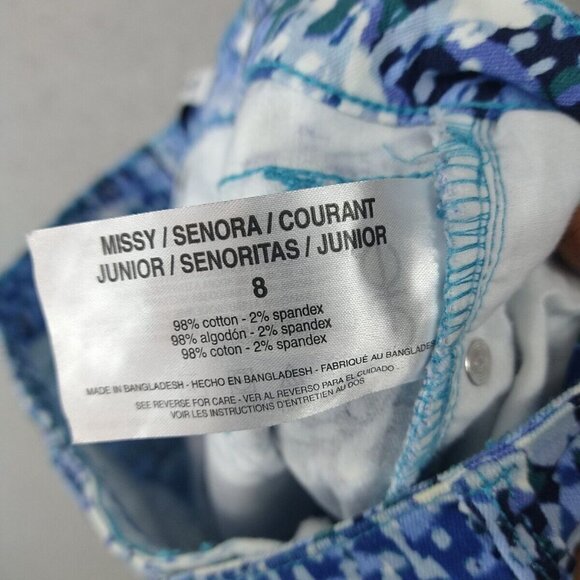 MISSY / SENORA / COURANT
JUNIOR / SENORITAS / JUNIOR
8
98% cotton - 2% spandex
98% algodón - 2% spandex
98% coton - 2% spandex
MADE IN BANGLADESH - HECHO EN BANGLADESH - FABRIQUÉ AU BANGLADESH
SEE REVERSE FOR CARE - VER AL REVERSO PARA EL CUIDADO
VOIR LES INSTRUCTIONS D'ENTRETIEN AU DOS